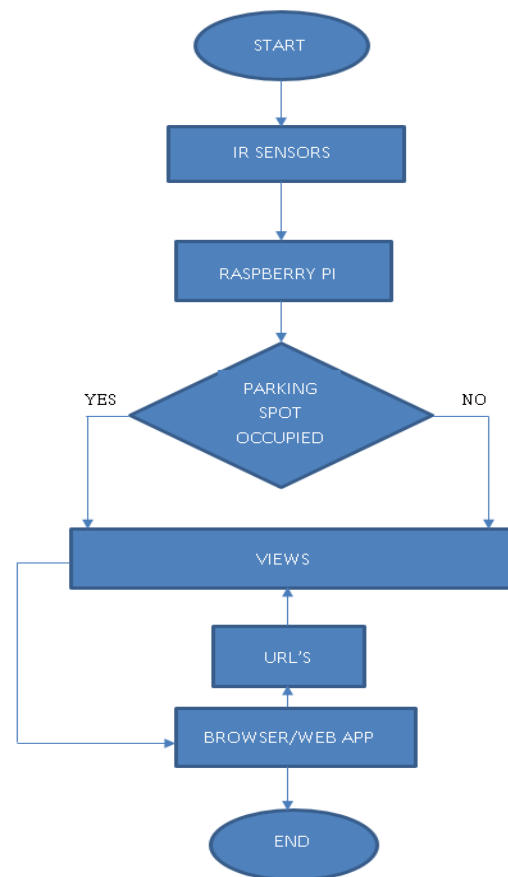 START
IR SENSORS
RASPBERRY PI
PARKING
SPOT
OCCUPIED
YES
NO
VIEWS
URL'S
BROWSER/WEB APP
END